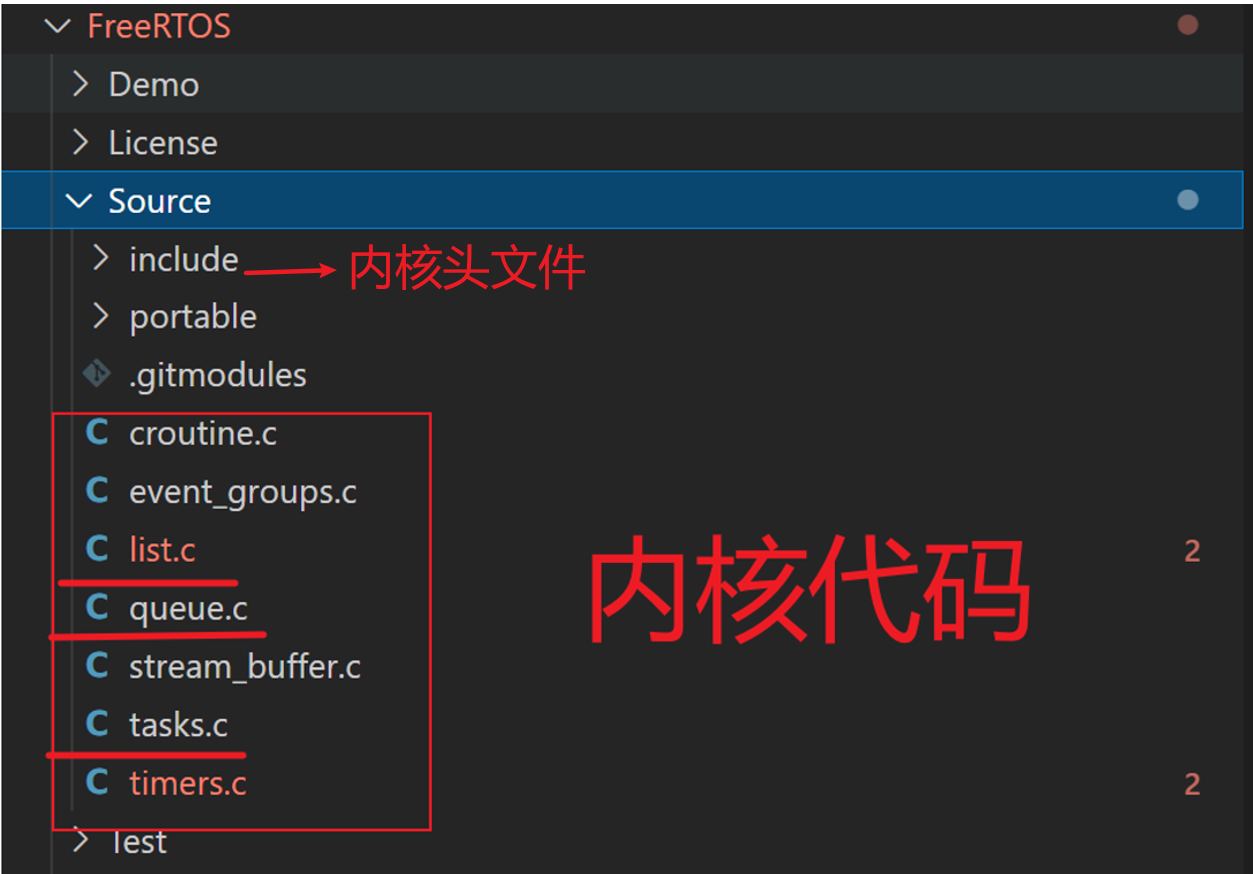 FreeRTOS
Demo
License
Source
include 内核头文件
portable
.gitmodules
C croutine.c
C event_groups.c
C list.c 2
C queue.c
C stream_buffer.c
C tasks.c
C timers.c 2
内核代码
Test